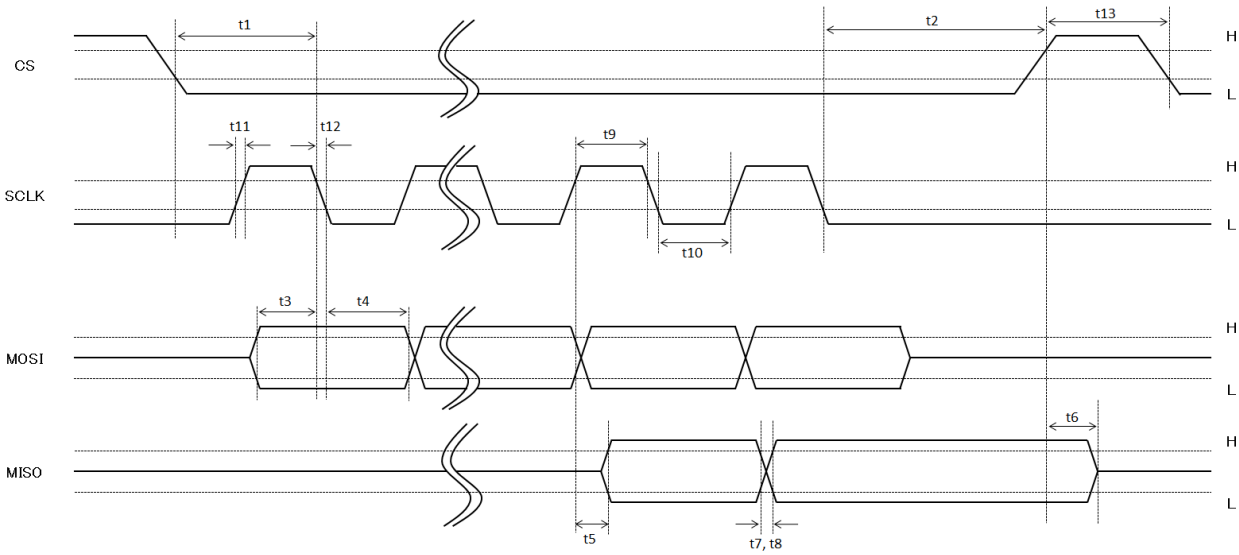 t1
t2
t13
H
CS
L
t11
t12
t9
H
SCLK
L
t10
t3
t4
H
MOSI
L
t6
H
MISO
L
t5
t7, t8